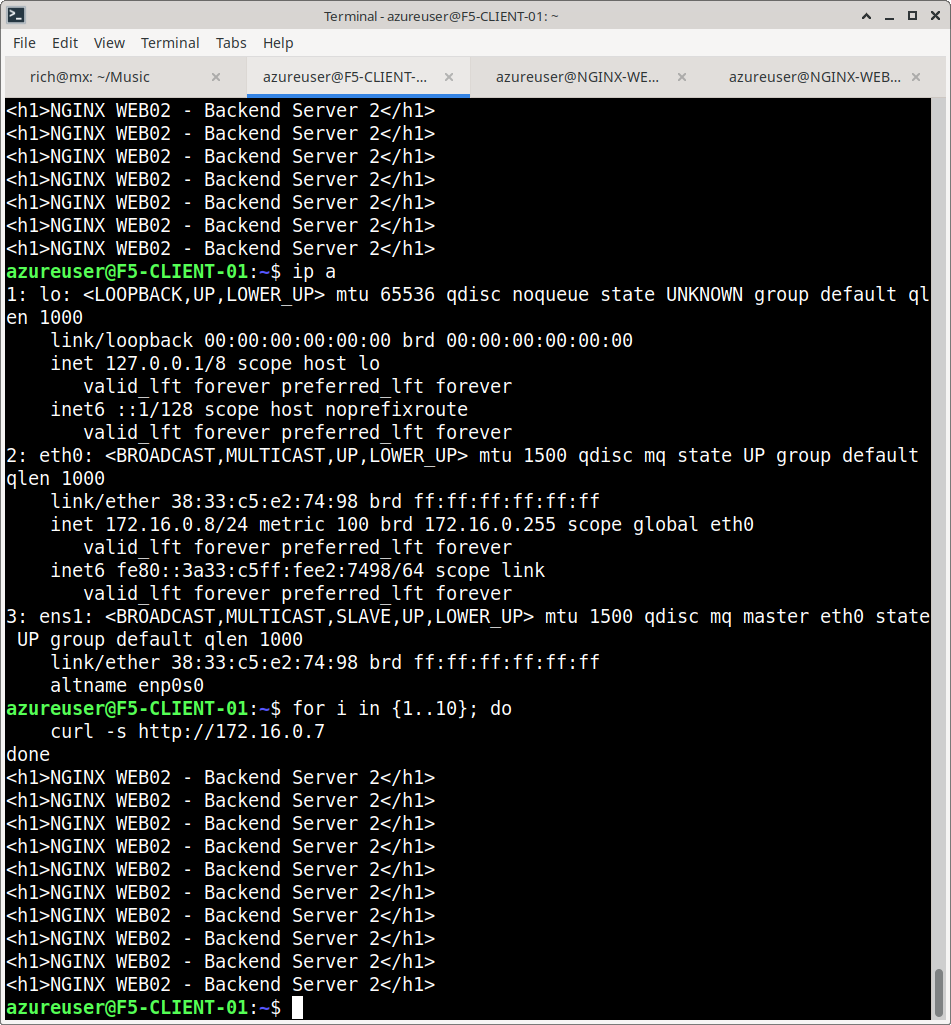 Terminal - azureuser@F5-CLIENT-01: ~
File Edit View Terminal Tabs Help
rich@mx: ~/Music × azureuser@F5-CLIENT-... × azureuser@NGINX-WE... × azureuser@NGINX-WEB... ×
<h1>NGINX WEB02 - Backend Server 2</h1>
<h1>NGINX WEB02 - Backend Server 2</h1>
<h1>NGINX WEB02 - Backend Server 2</h1>
<h1>NGINX WEB02 - Backend Server 2</h1>
<h1>NGINX WEB02 - Backend Server 2</h1>
<h1>NGINX WEB02 - Backend Server 2</h1>
<h1>NGINX WEB02 - Backend Server 2</h1>
azureuser@F5-CLIENT-01:~$ ip a
1: lo: <LOOPBACK,UP,LOWER_UP> mtu 65536 qdisc noqueue state UNKNOWN group default ql
en 1000
    link/loopback 00:00:00:00:00:00 brd 00:00:00:00:00:00
    inet 127.0.0.1/8 scope host lo
       valid_lft forever preferred_lft forever
    inet6 ::1/128 scope host noprefixroute
       valid_lft forever preferred_lft forever
2: eth0: <BROADCAST,MULTICAST,UP,LOWER_UP> mtu 1500 qdisc mq state UP group default
qlen 1000
    link/ether 38:33:c5:e2:74:98 brd ff:ff:ff:ff:ff:ff
    inet 172.16.0.8/24 metric 100 brd 172.16.0.255 scope global eth0
       valid_lft forever preferred_lft forever
    inet6 fe80::3a33:c5ff:fee2:7498/64 scope link
       valid_lft forever preferred_lft forever
3: ens1: <BROADCAST,MULTICAST,SLAVE,UP,LOWER_UP> mtu 1500 qdisc mq master eth0 state
 UP group default qlen 1000
    link/ether 38:33:c5:e2:74:98 brd ff:ff:ff:ff:ff:ff
    altname enp0s0
azureuser@F5-CLIENT-01:~$ for i in {1..10}; do
    curl -s http://172.16.0.7
done
<h1>NGINX WEB02 - Backend Server 2</h1>
<h1>NGINX WEB02 - Backend Server 2</h1>
<h1>NGINX WEB02 - Backend Server 2</h1>
<h1>NGINX WEB02 - Backend Server 2</h1>
<h1>NGINX WEB02 - Backend Server 2</h1>
<h1>NGINX WEB02 - Backend Server 2</h1>
<h1>NGINX WEB02 - Backend Server 2</h1>
<h1>NGINX WEB02 - Backend Server 2</h1>
<h1>NGINX WEB02 - Backend Server 2</h1>
<h1>NGINX WEB02 - Backend Server 2</h1>
azureuser@F5-CLIENT-01:~$